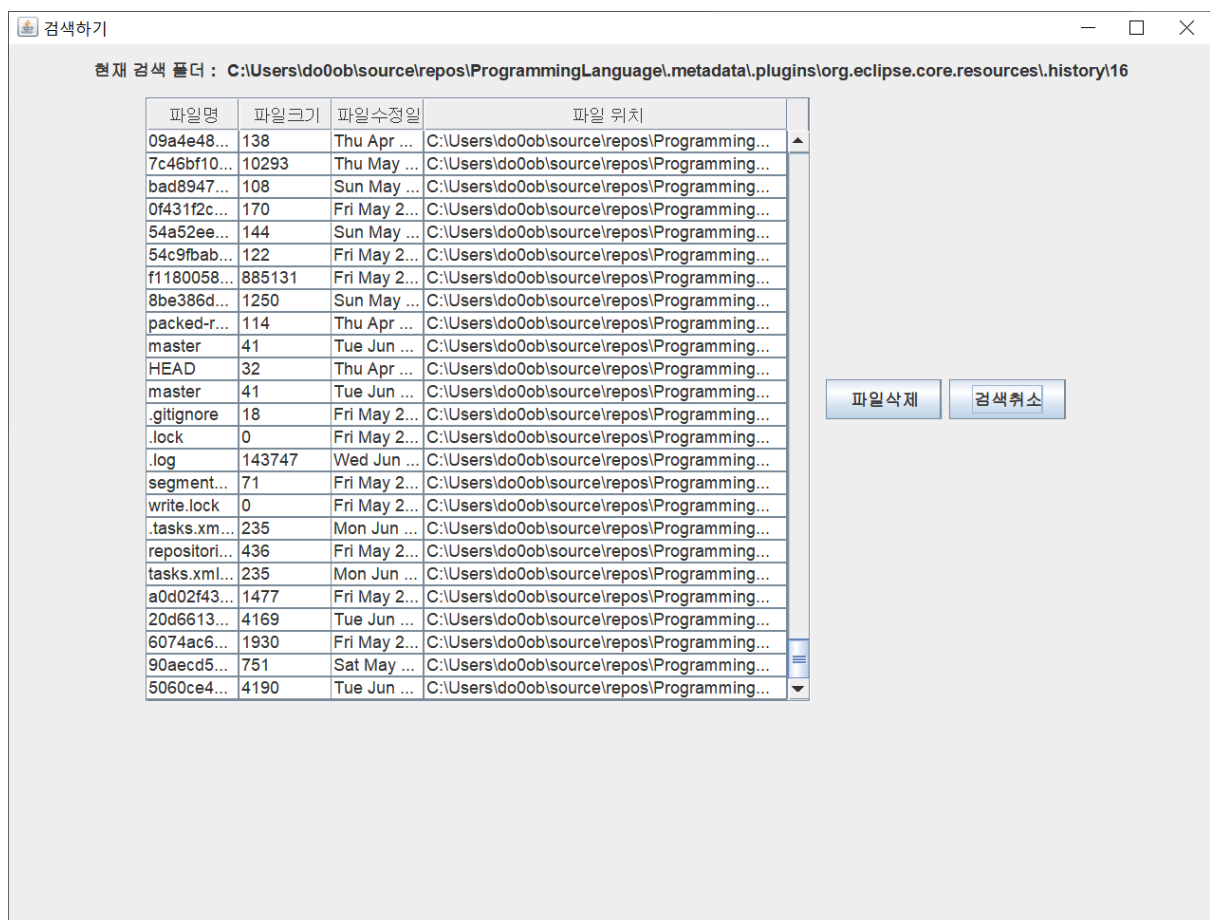 검색하기
현재 검색 폴더 : C:\Users\do0ob\source\repos\ProgrammingLanguage\.metadata\.plugins\org.eclipse.core.resources\.history\16
파일명 파일크기 파일수정일 파일 위치
09a4e48... 138 Thu Apr ... C:\Users\do0ob\source\repos\Programming...
7c46bf10... 10293 Thu May ... C:\Users\do0ob\source\repos\Programming...
bad8947... 108 Sun May ... C:\Users\do0ob\source\repos\Programming...
0f431f2c... 170 Fri May 2... C:\Users\do0ob\source\repos\Programming...
54a52ee... 144 Sun May ... C:\Users\do0ob\source\repos\Programming...
54c9fbab... 122 Fri May 2... C:\Users\do0ob\source\repos\Programming...
f1180058... 885131 Fri May 2... C:\Users\do0ob\source\repos\Programming...
8be386d... 1250 Sun May ... C:\Users\do0ob\source\repos\Programming...
packed-r... 114 Thu Apr ... C:\Users\do0ob\source\repos\Programming...
master 41 Tue Jun ... C:\Users\do0ob\source\repos\Programming...
HEAD 32 Thu Apr ... C:\Users\do0ob\source\repos\Programming...
master 41 Tue Jun ... C:\Users\do0ob\source\repos\Programming...
.gitignore 18 Fri May 2... C:\Users\do0ob\source\repos\Programming...
.lock 0 Fri May 2... C:\Users\do0ob\source\repos\Programming...
.log 143747 Wed Jun ... C:\Users\do0ob\source\repos\Programming...
segment... 71 Fri May 2... C:\Users\do0ob\source\repos\Programming...
write.lock 0 Fri May 2... C:\Users\do0ob\source\repos\Programming...
.tasks.xm... 235 Mon Jun ... C:\Users\do0ob\source\repos\Programming...
repositori... 436 Fri May 2... C:\Users\do0ob\source\repos\Programming...
tasks.xml... 235 Mon Jun ... C:\Users\do0ob\source\repos\Programming...
a0d02f43... 1477 Fri May 2... C:\Users\do0ob\source\repos\Programming...
20d6613... 4169 Tue Jun ... C:\Users\do0ob\source\repos\Programming...
6074ac6... 1930 Fri May 2... C:\Users\do0ob\source\repos\Programming...
90aecd5... 751 Sat May ... C:\Users\do0ob\source\repos\Programming...
5060ce4... 4190 Tue Jun ... C:\Users\do0ob\source\repos\Programming...
파일삭제 검색취소